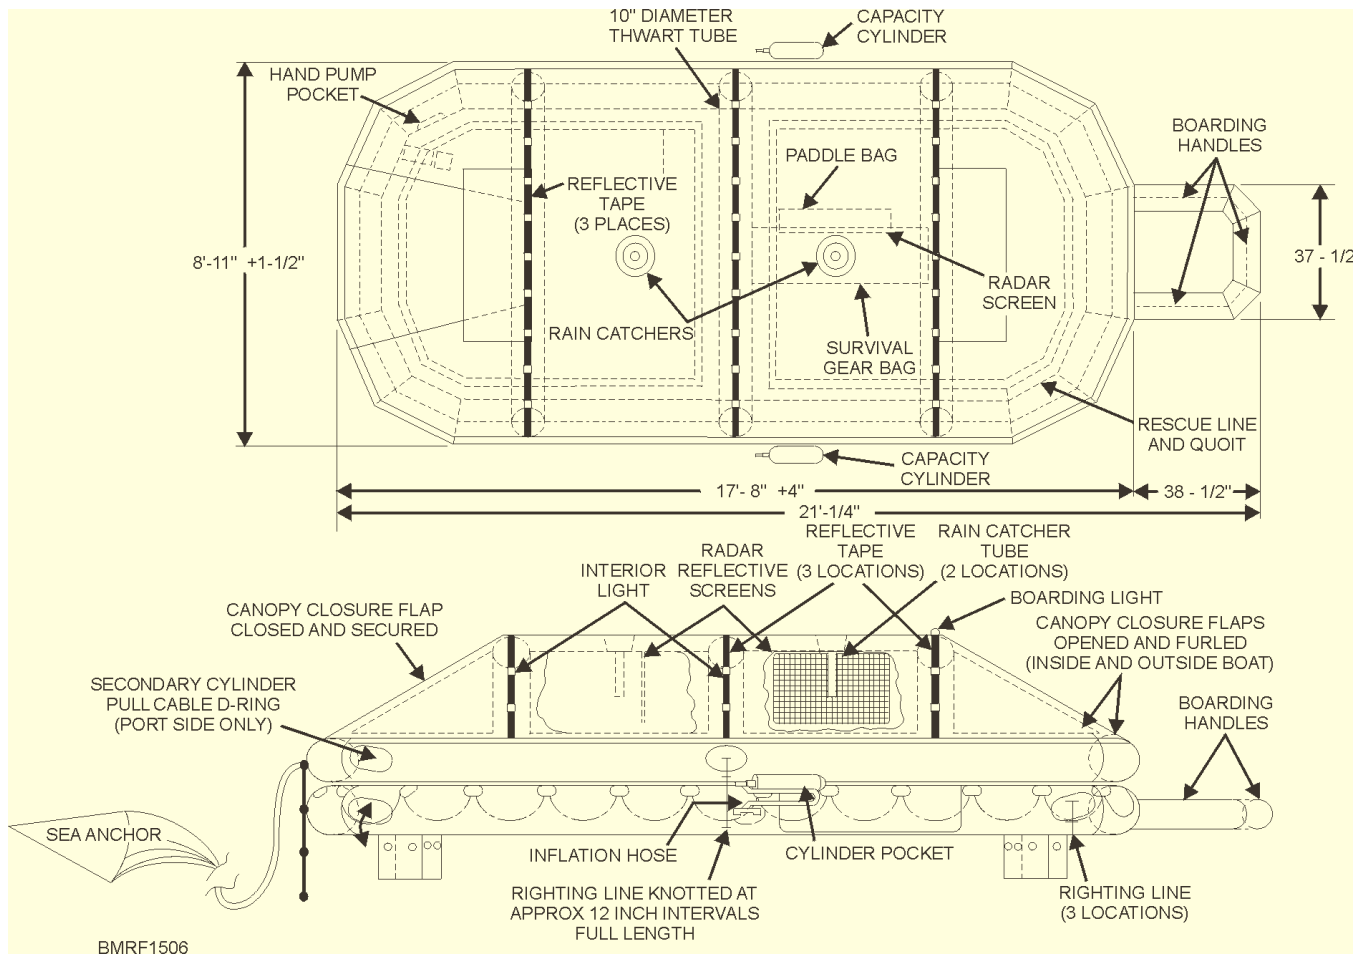 10" DIAMETER
THWART TUBE
CAPACITY
CYLINDER
HAND PUMP
POCKET
BOARDING
HANDLES
PADDLE BAG
REFLECTIVE
TAPE
(3 PLACES)
8'-11" +1-1/2"
37 - 1/2
RADAR
SCREEN
RAIN CATCHERS
SURVIVAL
GEAR BAG
RESCUE LINE
AND QUOIT
CAPACITY
CYLINDER
17'- 8" +4"
38 - 1/2"
21'-1/4"
REFLECTIVE
TAPE
(3 LOCATIONS)
RAIN CATCHER
TUBE
(2 LOCATIONS)
RADAR
REFLECTIVE
SCREENS
INTERIOR
LIGHT
BOARDING LIGHT
CANOPY CLOSURE FLAP
CLOSED AND SECURED
CANOPY CLOSURE FLAPS
OPENED AND FURLED
(INSIDE AND OUTSIDE BOAT)
SECONDARY CYLINDER
PULL CABLE D-RING
(PORT SIDE ONLY)
BOARDING
HANDLES
SEA ANCHOR
INFLATION HOSE
CYLINDER POCKET
RIGHTING LINE KNOTTED AT
APPROX 12 INCH INTERVALS
FULL LENGTH
RIGHTING LINE
(3 LOCATIONS)
BMRF1506